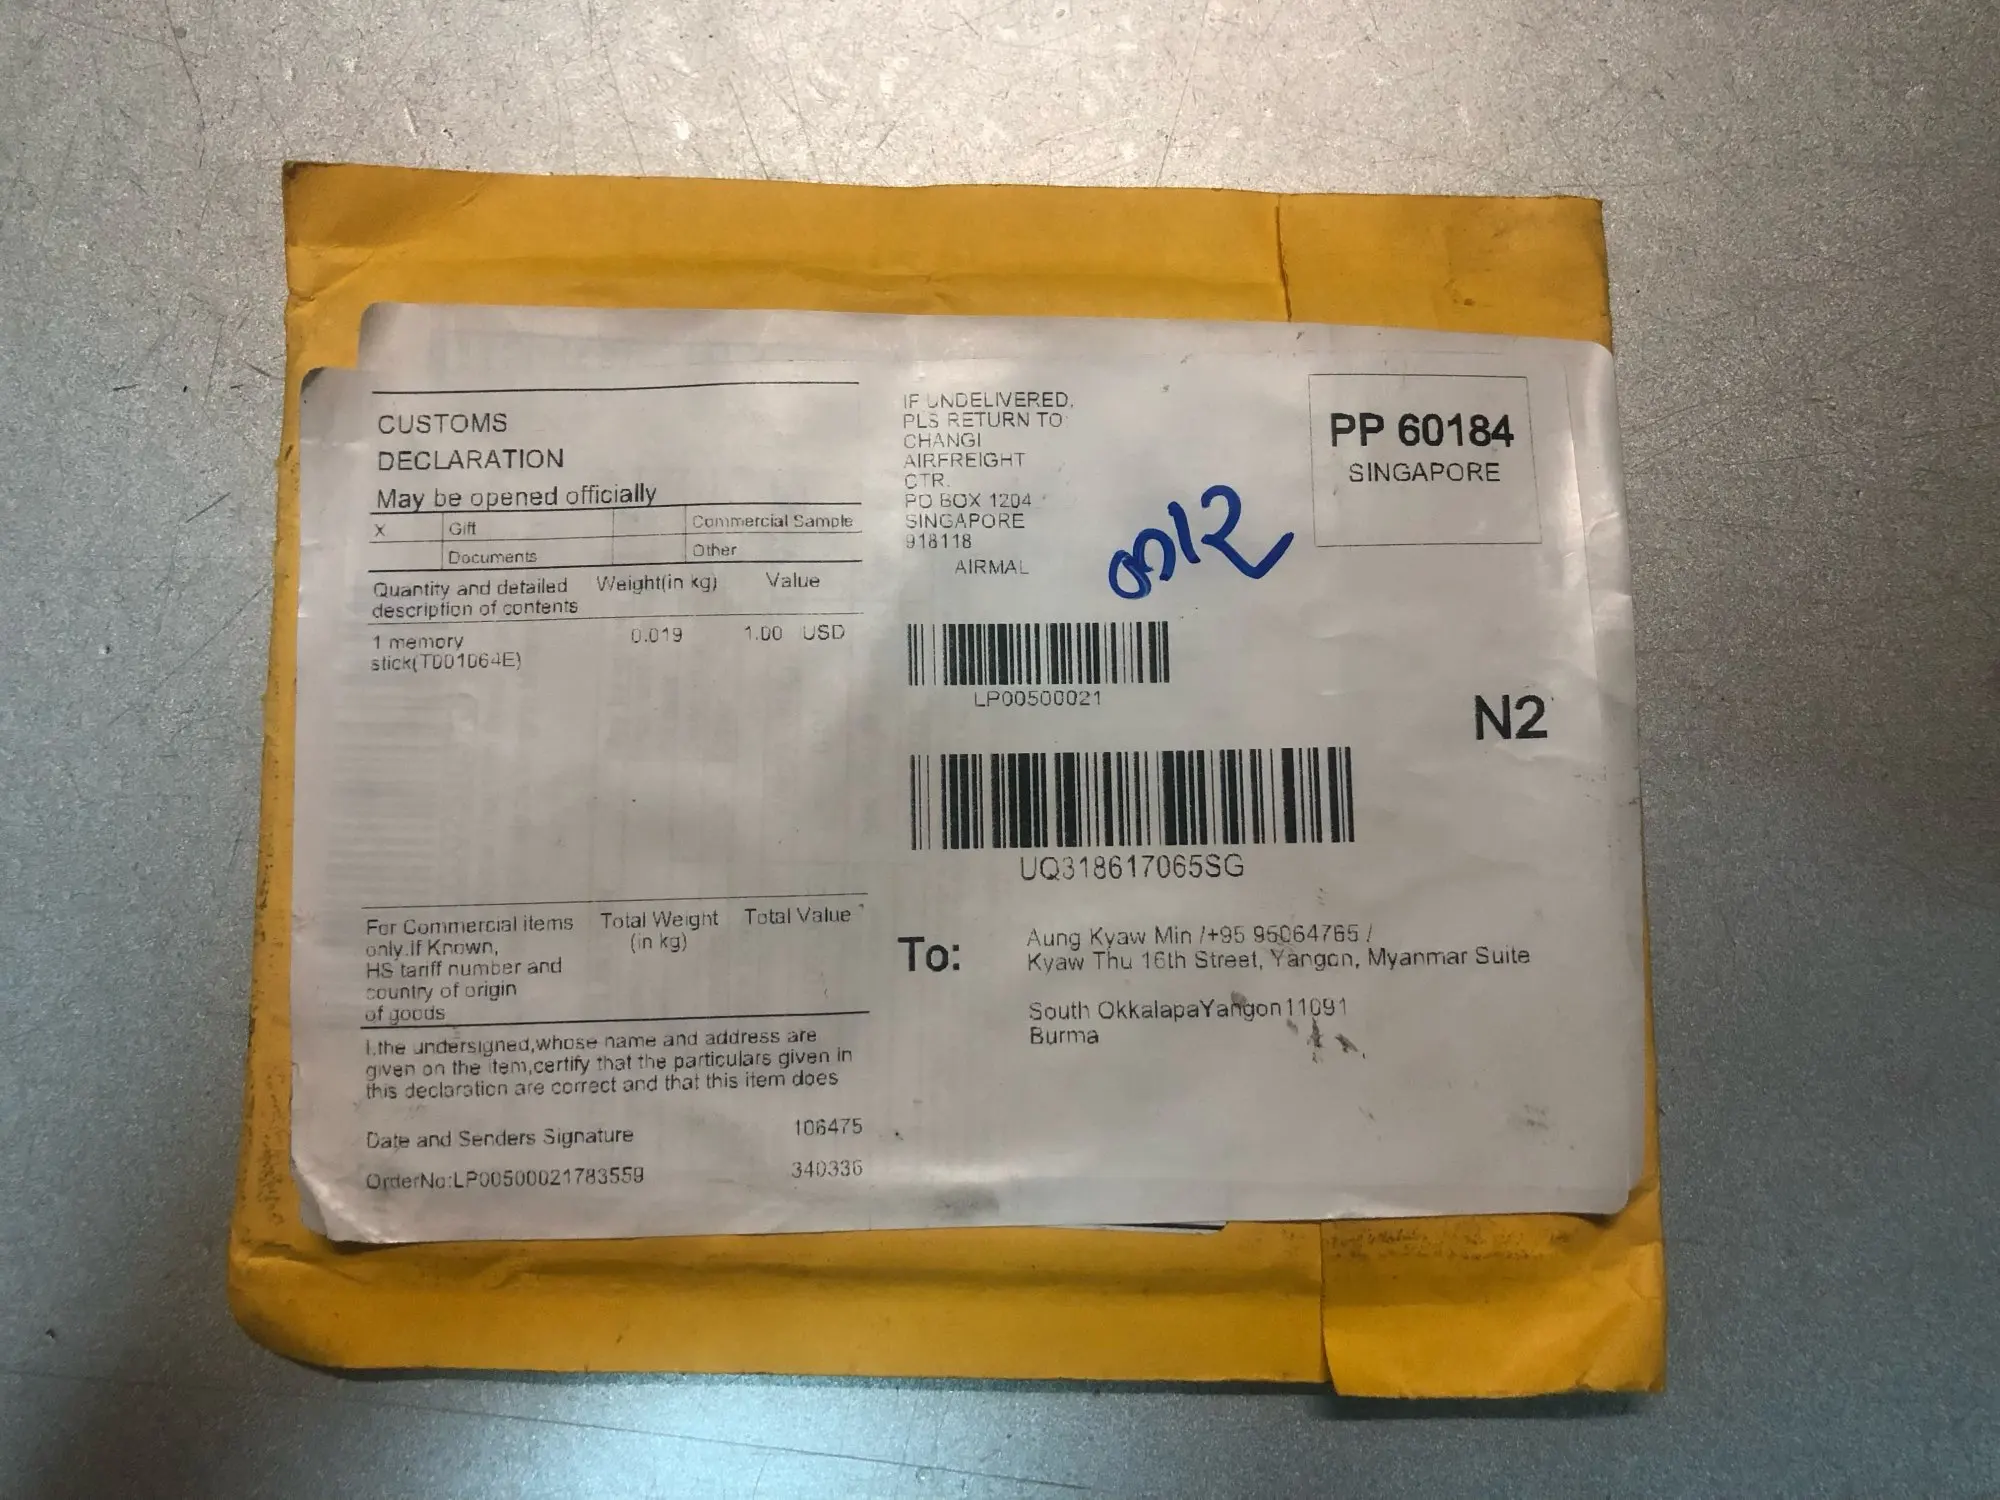 CUSTOMS
DECLARATION
May be opened officially
X Gift Commercial Sample
Documents Other
Quantity and detailed description of contents Weight(in kg) Value
1 memory 0.019 1.00 USD
stick(T001064E)
For Commercial items Total Weight Total Value
only.If Known, (in kg)
HS tariff number and
country of origin
of goods
I.the undersigned,whose name and address are
given on the item,certify that the particulars given in
this declaration are correct and that this item does
Date and Senders Signature 106475
OrderNo:LP00500021783559 340336
IF UNDELIVERED,
PLS RETURN TO
CHANGI
AIRFREIGHT
CTR.
PO BOX 1204
SINGAPORE
918118
AIRMAL
0012
PP 60184
SINGAPORE
LP00500021
N2
UQ318617065SG
To: Aung Kyaw Min /+95 95064765 /
Kyaw Thu 16th Street, Yangon, Myanmar Suite
South OkkalapaYangon11091
Burma